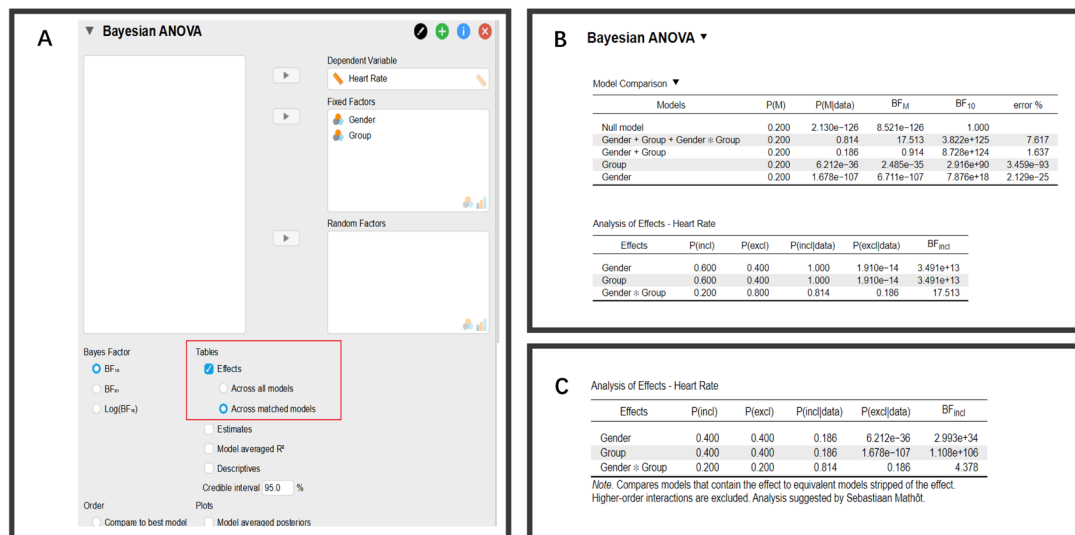 A
Bayesian ANOVA
Dependent Variable
Heart Rate
Fixed Factors
Gender
Group
Random Factors
Bayes Factor
BF₁₀
BF₀₁
Log(BF₁₀)
Tables
Effects
Across all models
Across matched models
Estimates
Model averaged R²
Descriptives
Credible interval 95.0 %
Order
Compare to best model
Plots
Model averaged posteriors
B
Bayesian ANOVA
Model Comparison
Models P(M) P(M|data) BF_M BF_10 error %
Null model 0.200 2.130e−126 8.521e−126 1.000
Gender + Group + Gender ∗ Group 0.200 0.814 17.513 3.822e+125 7.617
Gender + Group 0.200 0.186 0.914 8.728e+124 1.637
Group 0.200 6.212e−36 2.485e−35 2.916e+90 3.459e−93
Gender 0.200 1.678e−107 6.711e−107 7.876e+18 2.129e−25
Analysis of Effects - Heart Rate
Effects P(incl) P(excl) P(incl|data) P(excl|data) BF_incl
Gender 0.600 0.400 1.000 1.910e−14 3.491e+13
Group 0.600 0.400 1.000 1.910e−14 3.491e+13
Gender ∗ Group 0.200 0.800 0.814 0.186 17.513
C
Analysis of Effects - Heart Rate
Effects P(incl) P(excl) P(incl|data) P(excl|data) BF_incl
Gender 0.400 0.400 0.186 6.212e−36 2.993e+34
Group 0.400 0.400 0.186 1.678e−107 1.108e+106
Gender ∗ Group 0.200 0.200 0.814 0.186 4.378
Note. Compares models that contain the effect to equivalent models stripped of the effect.
Higher-order interactions are excluded. Analysis suggested by Sebastiaan Mathôt.